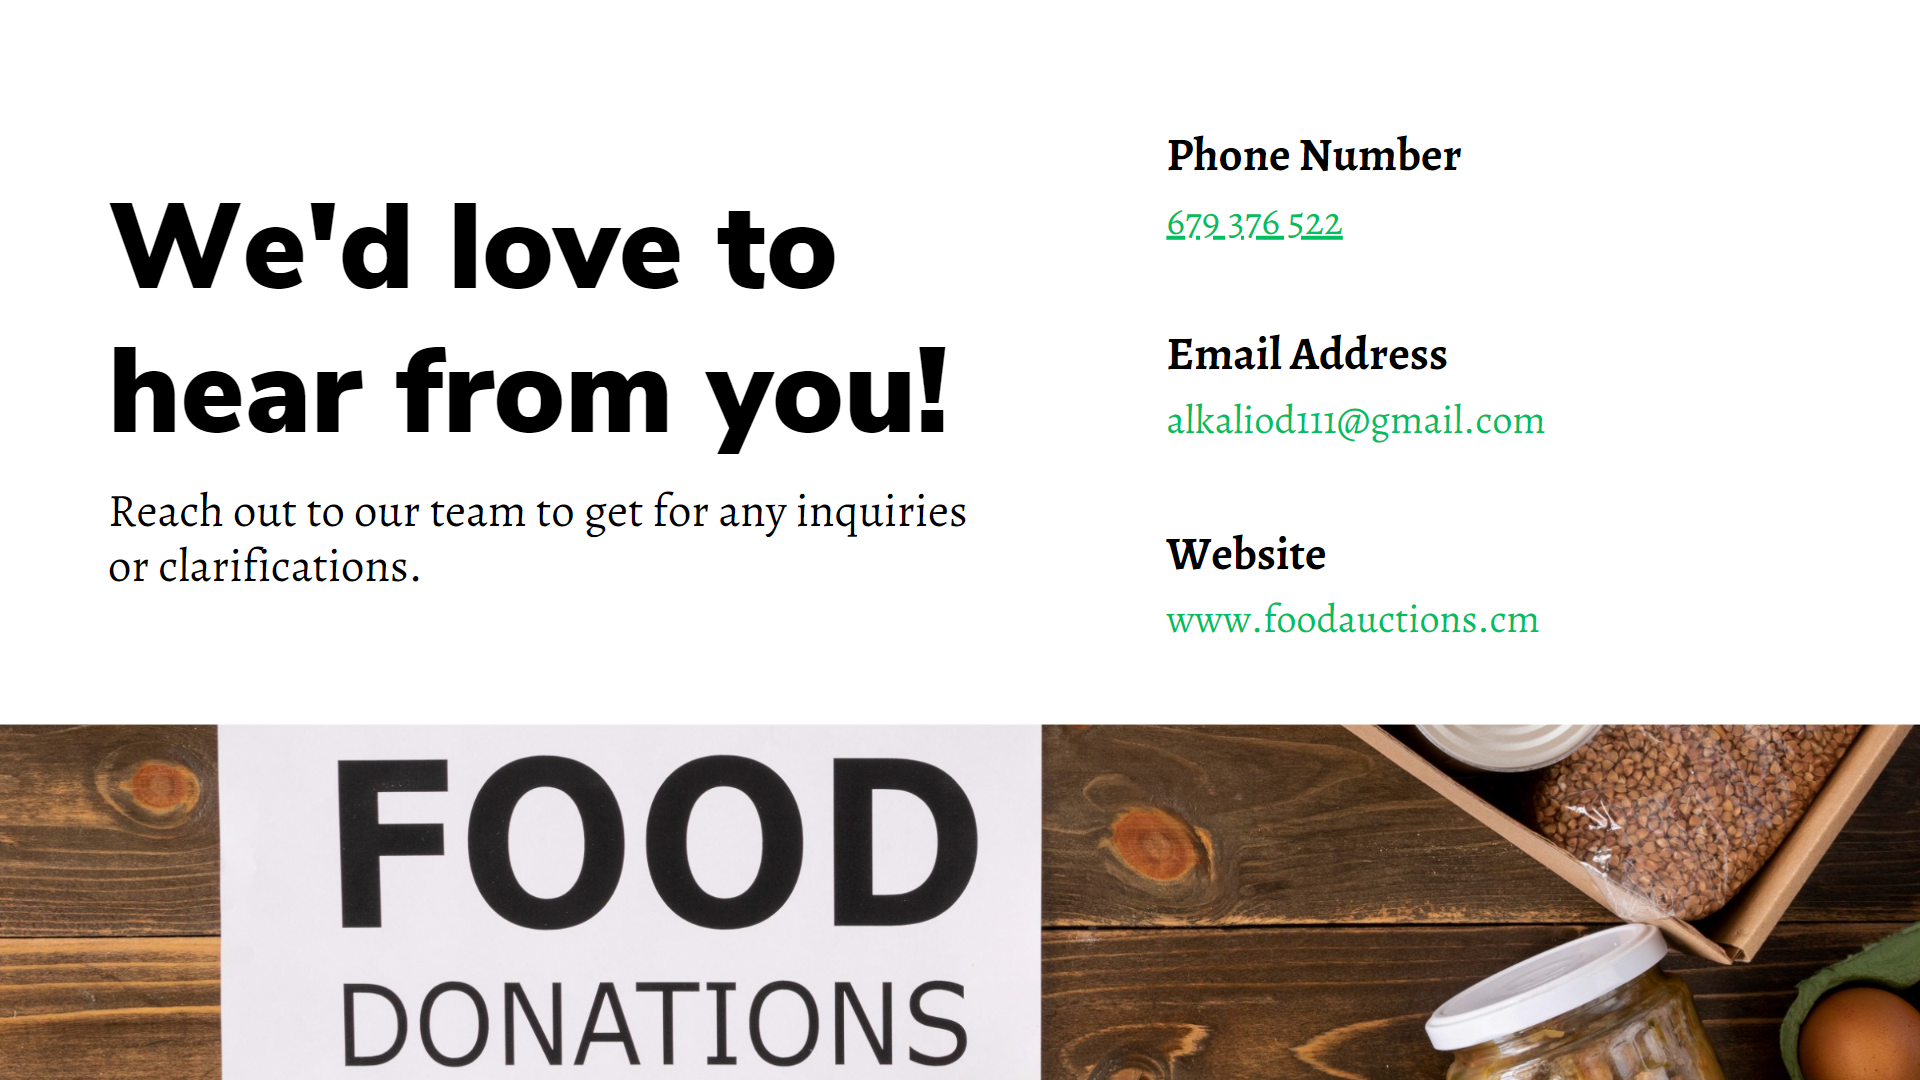 We'd love to
hear from you!
Reach out to our team to get for any inquiries
or clarifications.
Phone Number
679 376 522
Email Address
alkaliod111@gmail.com
Website
www.foodauctions.cm
FOOD
DONATIONS